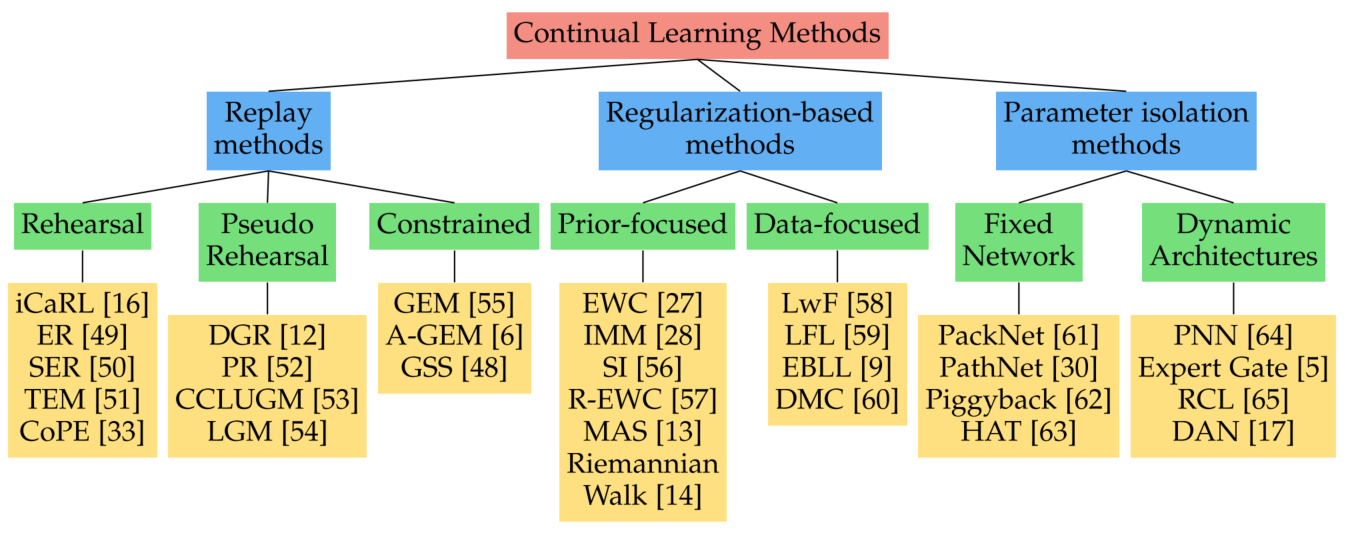 Continual Learning Methods
Replay
methods
Regularization-based
methods
Parameter isolation
methods
Rehearsal
Pseudo
Rehearsal
Constrained
Prior-focused
Data-focused
Fixed
Network
Dynamic
Architectures
iCaRL [16]
ER [49]
SER [50]
TEM [51]
CoPE [33]
DGR [12]
PR [52]
CCLUGM [53]
LGM [54]
GEM [55]
A-GEM [6]
GSS [48]
EWC [27]
IMM [28]
SI [56]
R-EWC [57]
MAS [13]
Riemannian
Walk [14]
LwF [58]
LFL [59]
EBLL [9]
DMC [60]
PackNet [61]
PathNet [30]
Piggyback [62]
HAT [63]
PNN [64]
Expert Gate [5]
RCL [65]
DAN [17]